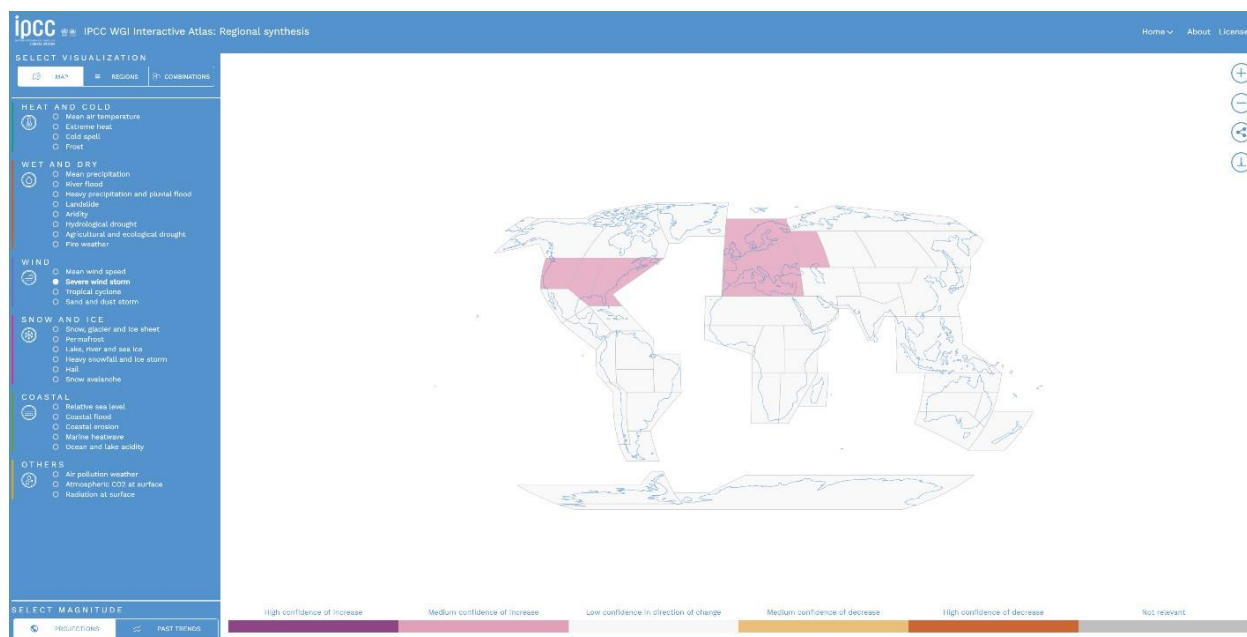 ipcc
IPCC WGI Interactive Atlas: Regional synthesis
Home
About
License
SELECT VISUALIZATION
MAP
REGIONS
COMBINATIONS
HEAT AND COLD
Mean air temperature
Extreme heat
Cold spell
Frost
WET AND DRY
Mean precipitation
River flood
Heavy precipitation and pluvial flood
Landslide
Aridity
Hydrological drought
Agricultural and ecological drought
Fire weather
WIND
Mean wind speed
Severe wind storm
Tropical cyclone
Sand and dust storm
SNOW AND ICE
Snow, glacier and ice sheet
Permafrost
Lake, river and sea ice
Heavy snowfall and ice storm
Hail
Snow avalanche
COASTAL
Relative sea level
Coastal flood
Coastal erosion
Marine heatwave
Ocean and lake acidity
OTHERS
Air pollution weather
Atmospheric CO2 at surface
Radiation at surface
SELECT MAGNITUDE
PROJECTIONS
PAST TRENDS
High confidence of increase
Medium confidence of increase
Low confidence in direction of change
Medium confidence of decrease
High confidence of decrease
Not relevant